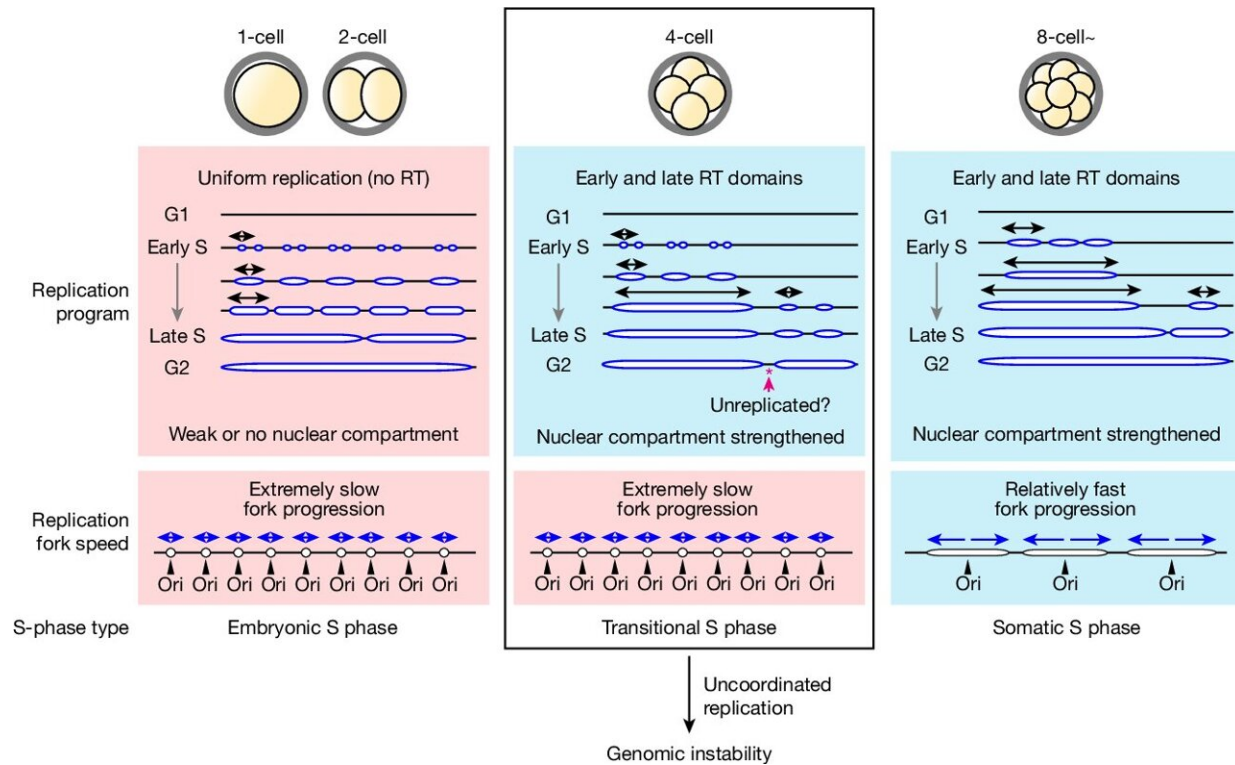 1-cell
2-cell
4-cell
8-cell~
Replication
program
Uniform replication (no RT)
G1
Early S
Late S
G2
Weak or no nuclear compartment
Early and late RT domains
G1
Early S
Late S
G2
*
Unreplicated?
Nuclear compartment strengthened
Early and late RT domains
G1
Early S
Late S
G2
Nuclear compartment strengthened
Replication
fork speed
Extremely slow
fork progression
Ori Ori Ori Ori Ori Ori Ori Ori Ori
Extremely slow
fork progression
Ori Ori Ori Ori Ori Ori Ori Ori Ori
Relatively fast
fork progression
Ori Ori Ori
S-phase type
Embryonic S phase
Transitional S phase
Somatic S phase
Uncoordinated
replication
Genomic instability